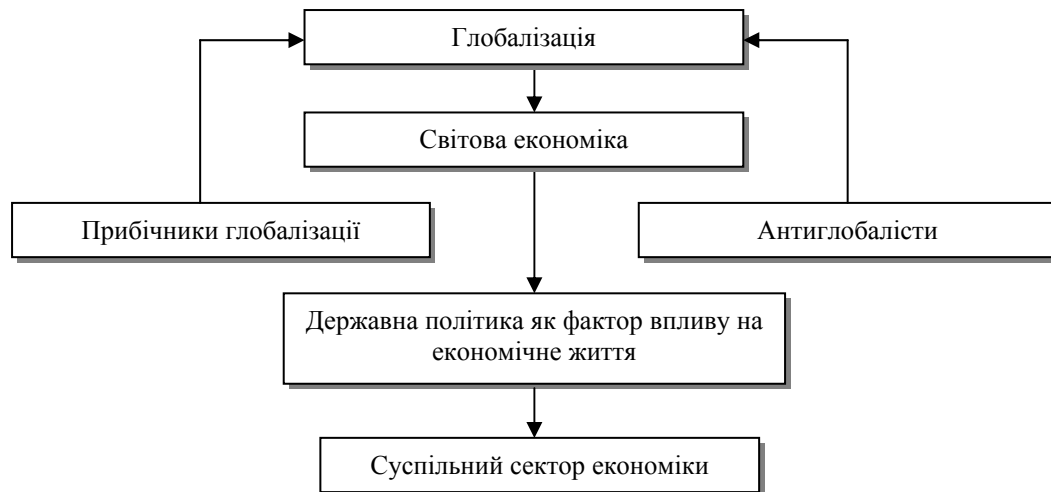 Глобалізація
Світова економіка
Прибічники глобалізації
Антиглобалісти
Державна політика як фактор впливу на
економічне життя
Суспільний сектор економіки